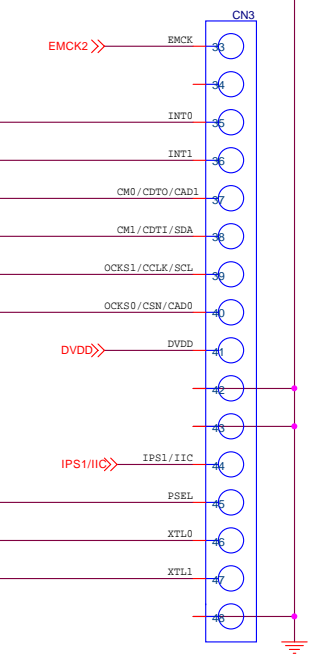 CN3
EMCK2 EMCK 33
34
INT0 35
INT1 36
CM0/CDTO/CAD1 37
CM1/CDTI/SDA 38
OCKS1/CCLK/SCL 39
OCKS0/CSN/CAD0 40
DVDD DVDD 41
42
43
IPS1/IIC IPS1/IIC 44
PSEL 45
XTL0 46
XTL1 47
48